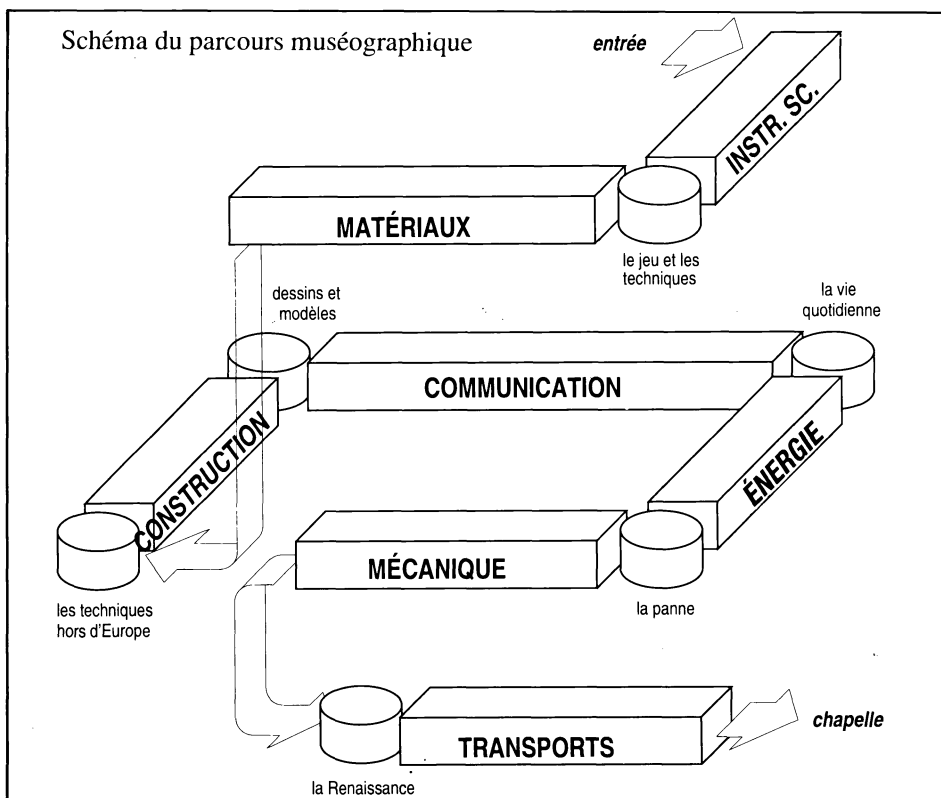 Schéma du parcours muséographique
entrée
INSTR. SC.
MATÉRIAUX
le jeu et les
techniques
dessins et
modèles
la vie
quotidienne
COMMUNICATION
CONSTRUCTION
ÉNERGIE
MÉCANIQUE
les techniques
hors d'Europe
la panne
chapelle
TRANSPORTS
la Renaissance